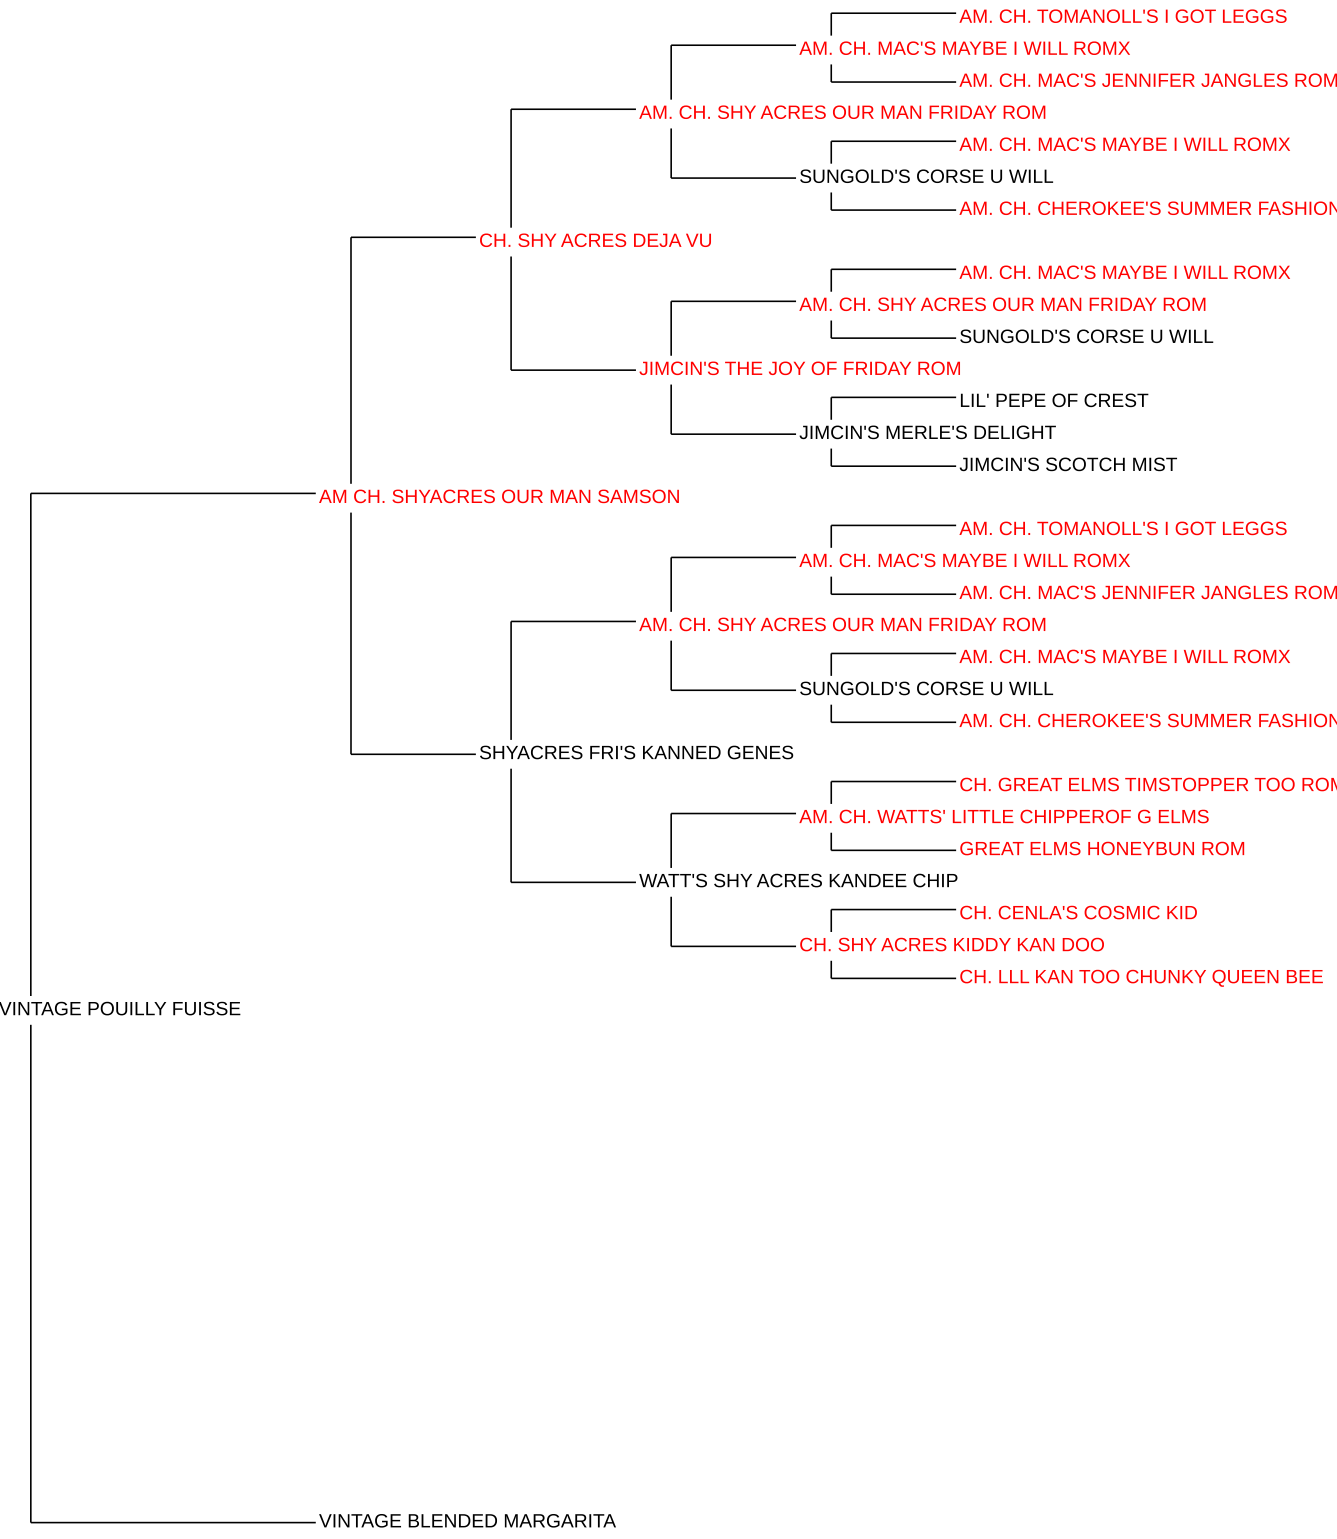 AM. CH. TOMANOLL'S I GOT LEGGS
AM. CH. MAC'S MAYBE I WILL ROMX
AM. CH. MAC'S JENNIFER JANGLES ROM
AM. CH. SHY ACRES OUR MAN FRIDAY ROM
AM. CH. MAC'S MAYBE I WILL ROMX
SUNGOLD'S CORSE U WILL
AM. CH. CHEROKEE'S SUMMER FASHION
CH. SHY ACRES DEJA VU
AM. CH. MAC'S MAYBE I WILL ROMX
AM. CH. SHY ACRES OUR MAN FRIDAY ROM
SUNGOLD'S CORSE U WILL
JIMCIN'S THE JOY OF FRIDAY ROM
LIL' PEPE OF CREST
JIMCIN'S MERLE'S DELIGHT
JIMCIN'S SCOTCH MIST
AM CH. SHYACRES OUR MAN SAMSON
AM. CH. TOMANOLL'S I GOT LEGGS
AM. CH. MAC'S MAYBE I WILL ROMX
AM. CH. MAC'S JENNIFER JANGLES ROM
AM. CH. SHY ACRES OUR MAN FRIDAY ROM
AM. CH. MAC'S MAYBE I WILL ROMX
SUNGOLD'S CORSE U WILL
AM. CH. CHEROKEE'S SUMMER FASHION
SHYACRES FRI'S KANNED GENES
CH. GREAT ELMS TIMSTOPPER TOO ROM
AM. CH. WATTS' LITTLE CHIPPEROF G ELMS
GREAT ELMS HONEYBUN ROM
WATT'S SHY ACRES KANDEE CHIP
CH. CENLA'S COSMIC KID
CH. SHY ACRES KIDDY KAN DOO
CH. LLL KAN TOO CHUNKY QUEEN BEE
VINTAGE POUILLY FUISSE
VINTAGE BLENDED MARGARITA